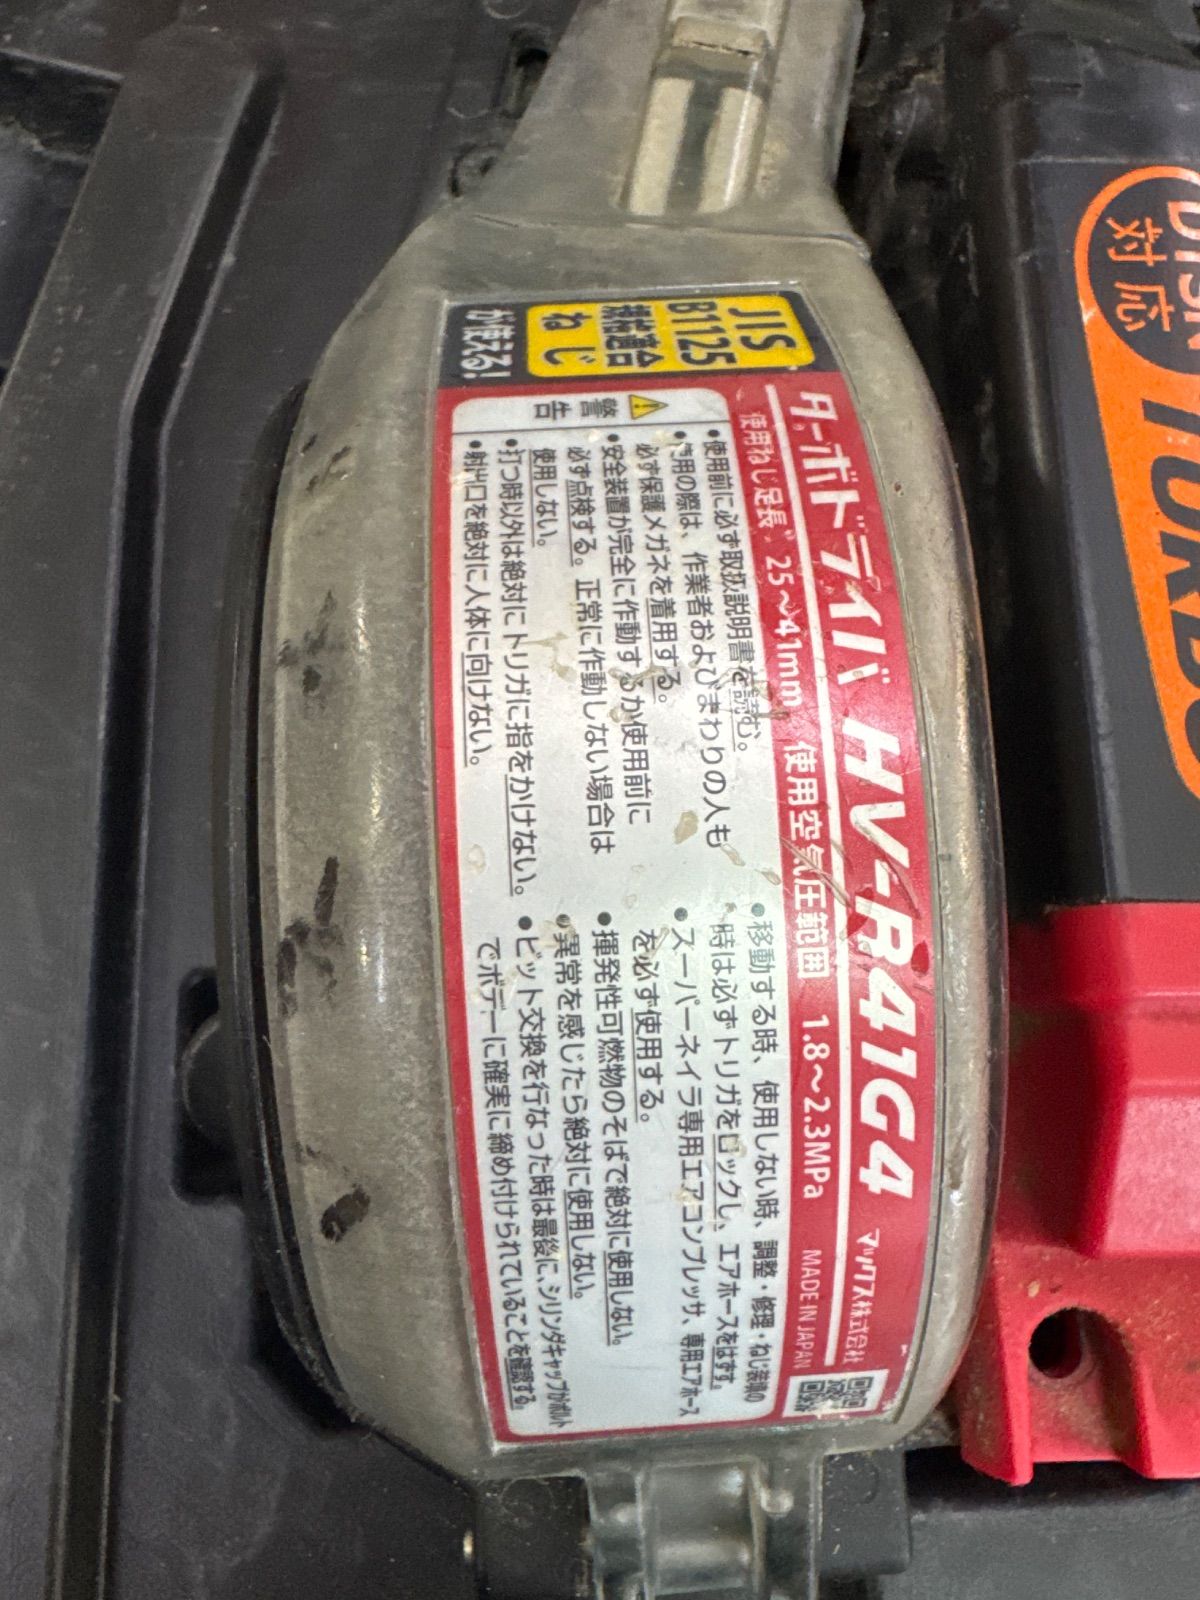 JIS
B1125
規格適合
ねじ
が使える!
ターボドライバ HV-R41G4 マックス株式会社
使用ねじ足長 25～41mm 使用空気圧範囲 1.8～2.3MPa MADE IN JAPAN
警告
●使用前に必ず取扱説明書を読む。
●使用の際は、作業者およびまわりの人も
必ず保護メガネを着用する。
●安全装置が完全に作動するか使用前に
必ず点検する。正常に作動しない場合は
使用しない。
●打つ時以外は絶対にトリガに指をかけない。
●射出口を絶対に人体に向けない。
●移動する時、使用しない時、調整・修理・ねじ装填の
時は必ずトリガをロックし、エアホースをはずす。
●スーパーネイラ専用エアコンプレッサ、専用エアホース
を必ず使用する。
●揮発性可燃物のそばで絶対に使用しない。
●異常を感じたら絶対に使用しない。
●ビット交換を行なった時は最後に、シリンダキャップがボルト
でボデーに確実に締め付けられていることを確認する。
対応
TURBO